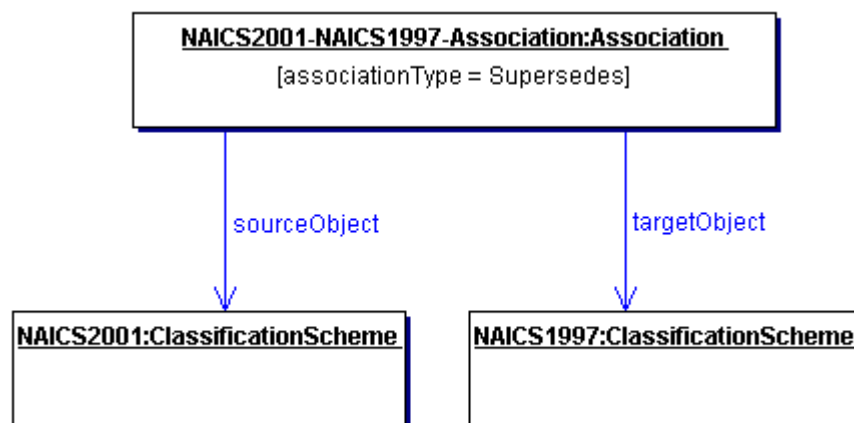 NAICS2001-NAICS1997-Association:Association
[associationType = Supersedes]
sourceObject
targetObject
NAICS2001:ClassificationScheme
NAICS1997:ClassificationScheme